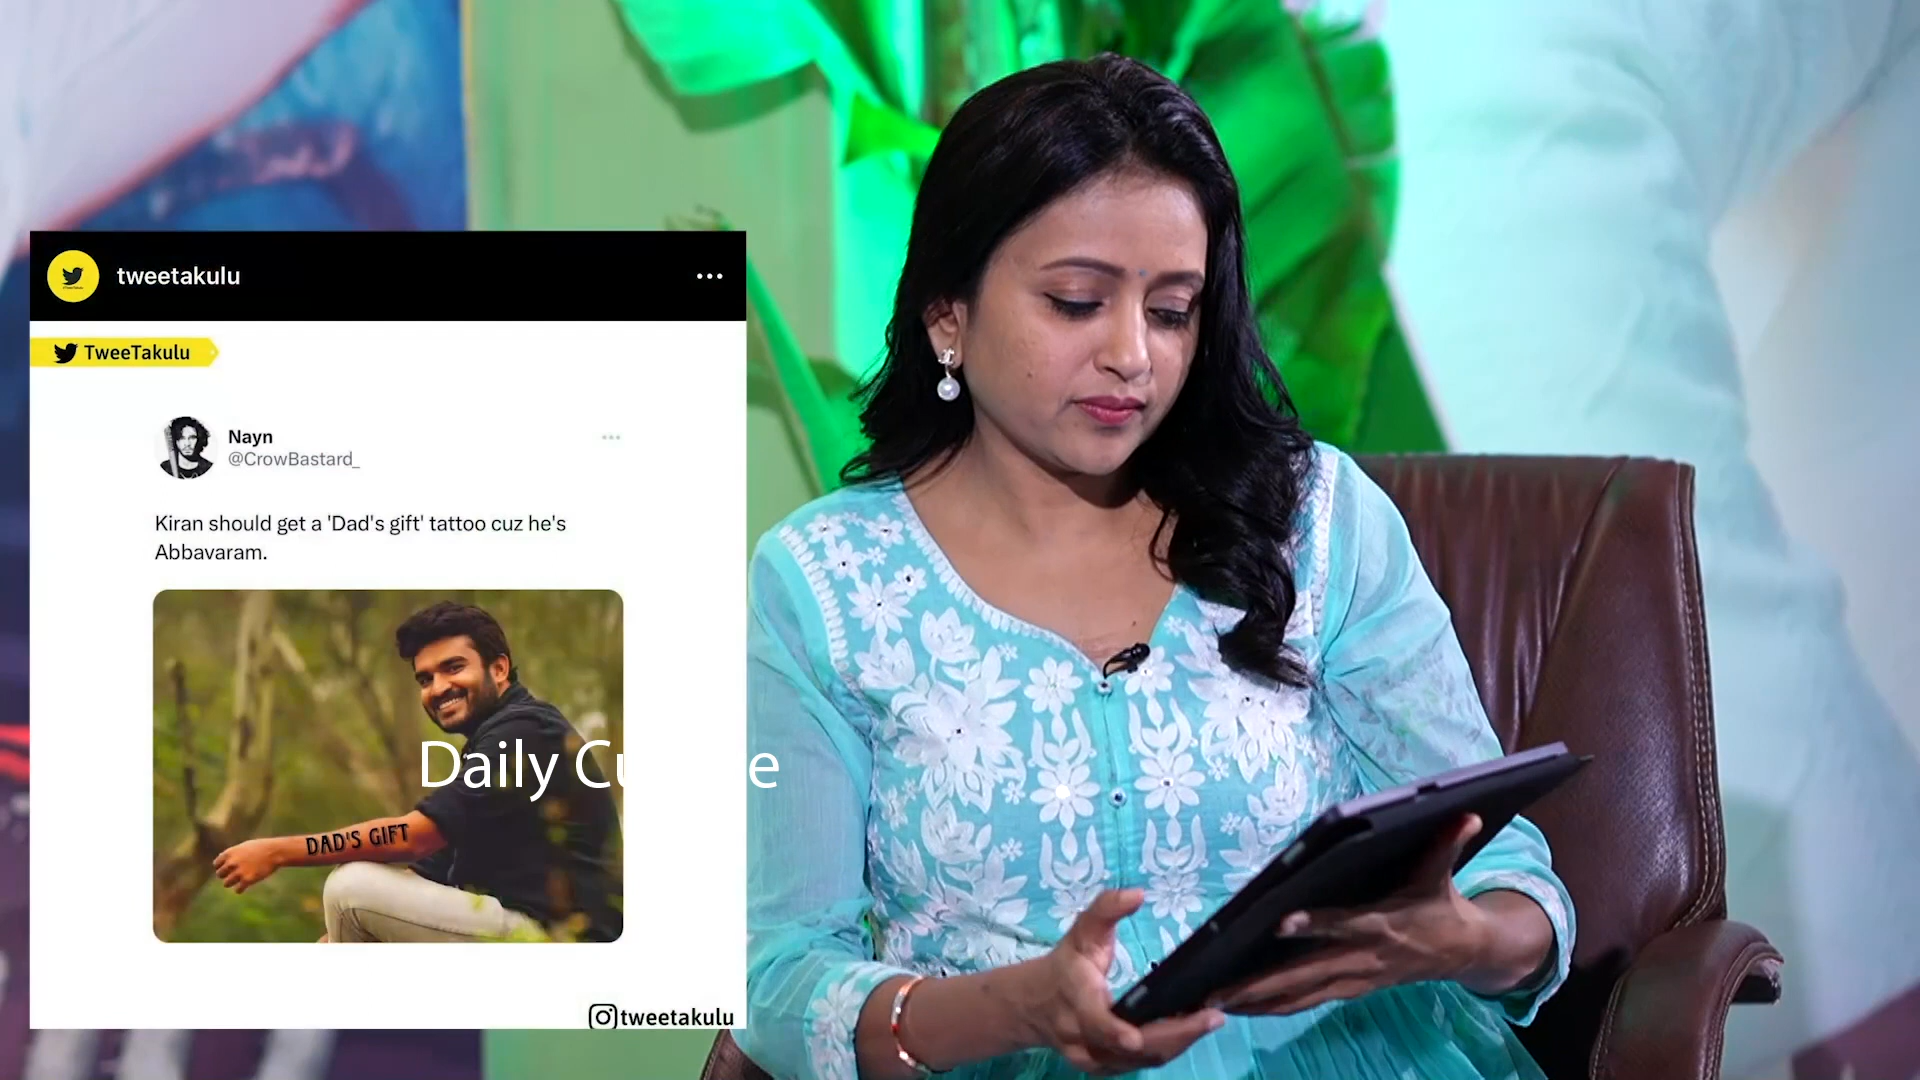 tweetakulu
TweeTakulu
Nayn
@CrowBastard_
Kiran should get a 'Dad's gift' tattoo cuz he's
Abbavaram.
DAD'S GIFT
Daily
tweetakulu